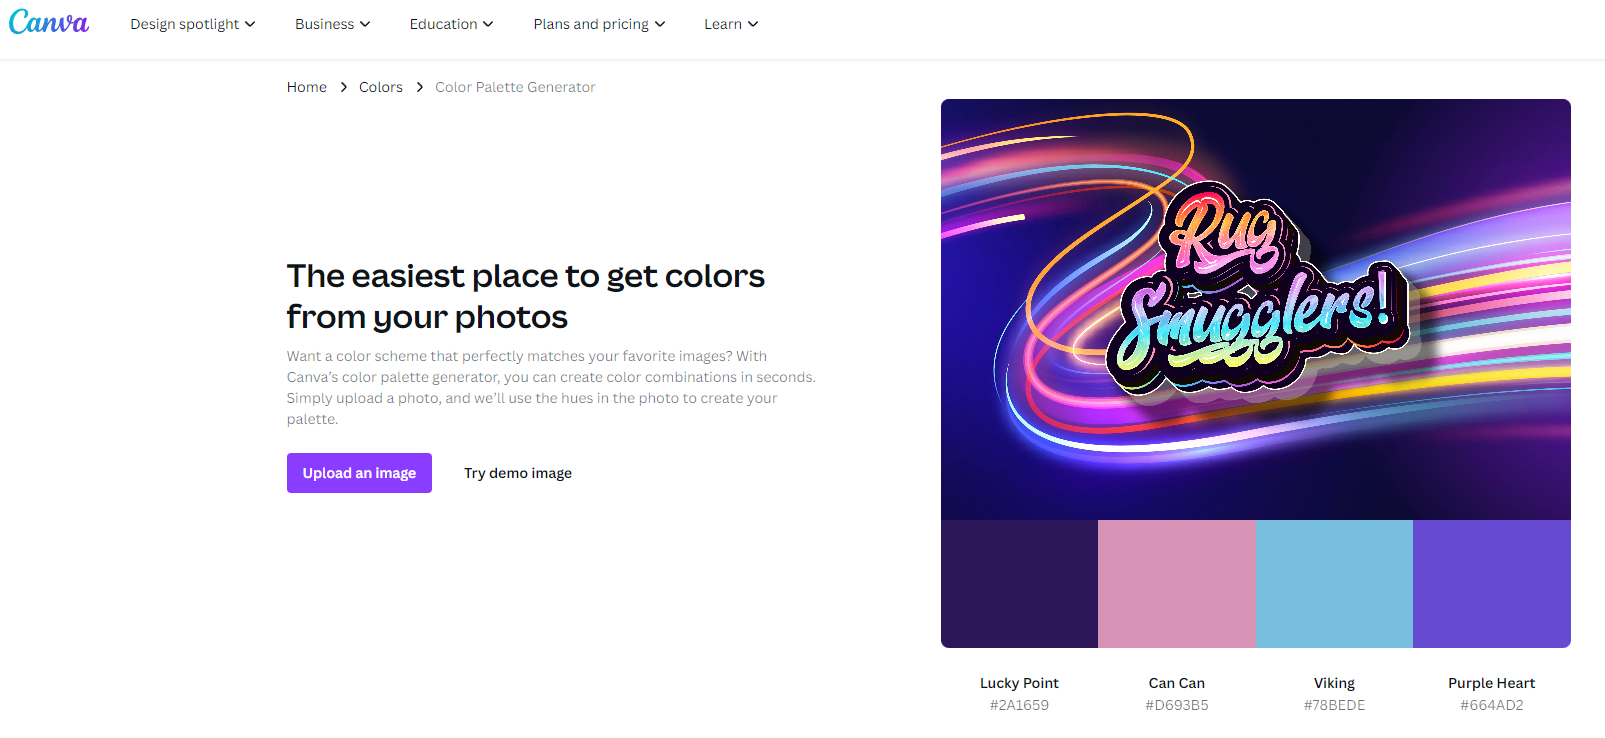 Canva
Design spotlight
Business
Education
Plans and pricing
Learn
Home
Colors
Color Palette Generator
The easiest place to get colors
from your photos
Want a color scheme that perfectly matches your favorite images? With
Canva’s color palette generator, you can create color combinations in seconds.
Simply upload a photo, and we’ll use the hues in the photo to create your
palette.
Upload an image
Try demo image
Rug
Smugglers!
Lucky Point
#2A1659
Can Can
#D693B5
Viking
#78BEDE
Purple Heart
#664AD2